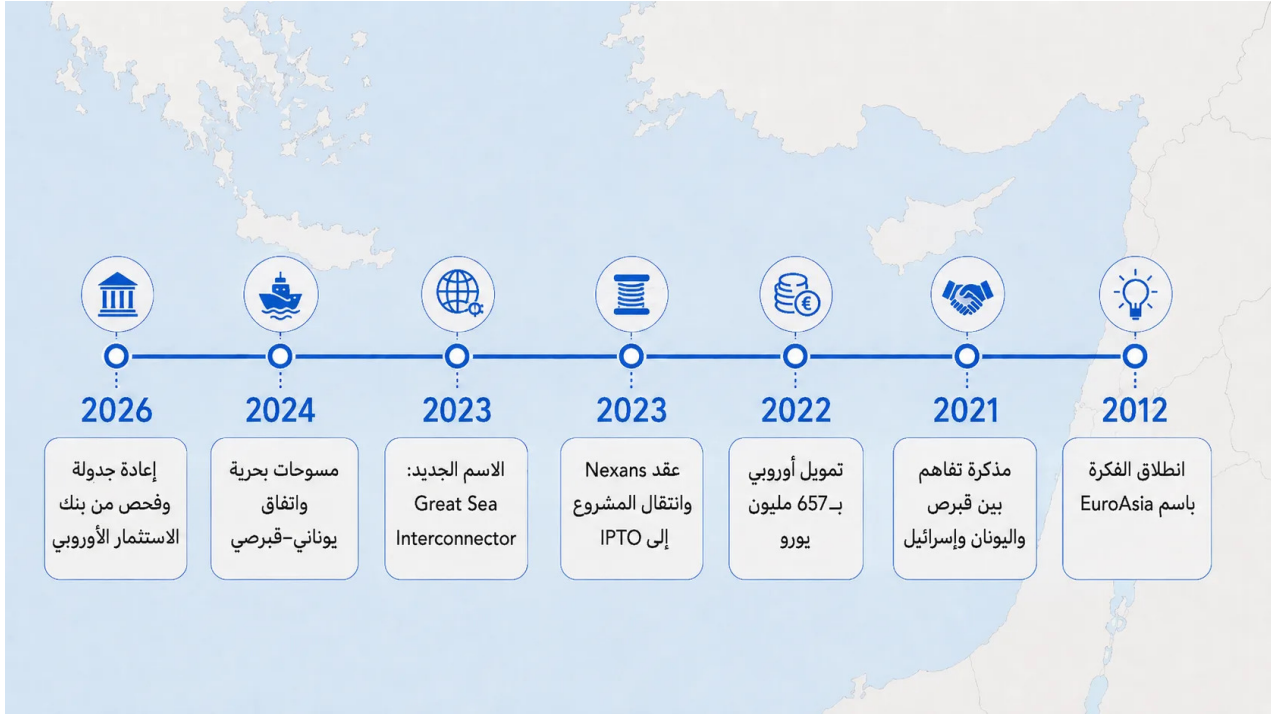 2012
انطلاق الفكرة
باسم EuroAsia
2021
مذكرة تفاهم
بين قبرص
واليونان وإسرائيل
2022
تمويل أوروبي
بـ657 مليون
يورو
2023
عقد Nexans
وانتقال المشروع
إلى IPTO
2023
الاسم الجديد:
Great Sea
Interconnector
2024
مسوحات بحرية
واتفاق
يوناني–قبرصي
2026
إعادة جدولة
وفحص من بنك
الاستثمار الأوروبي